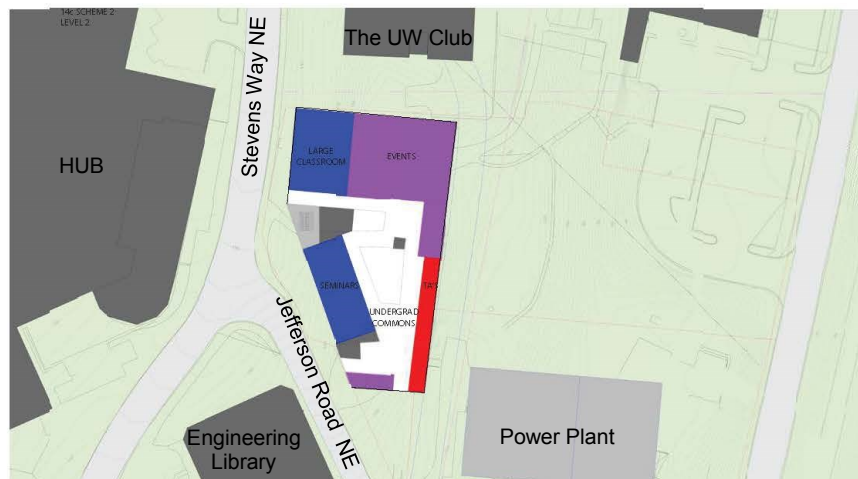 14c SCHEME 2
LEVEL 2
The UW Club
Stevens Way NE
HUB
LARGE
CLASSROOM
EVENTS
SEMINARS
TA'S
UNDERGRAD
COMMONS
Jefferson Road NE
Engineering
Library
Power Plant